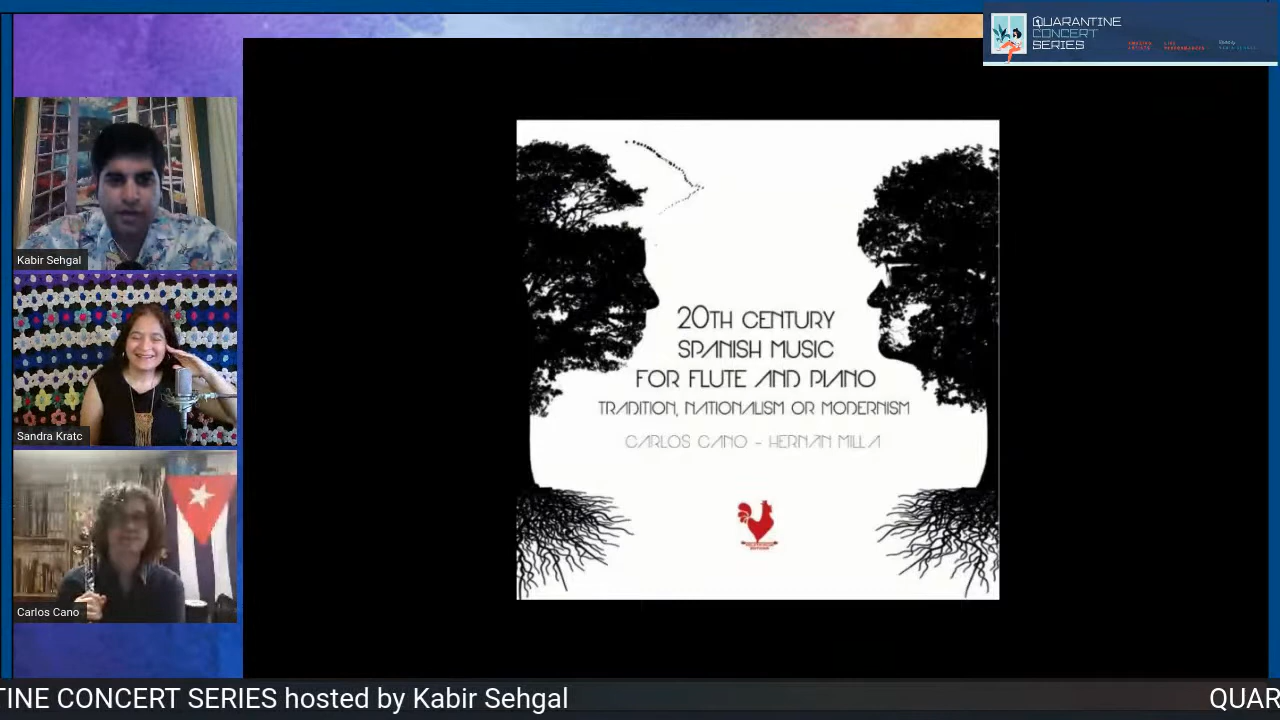 QUARANTINE
CONCERT
SERIES
Kabir Sehgal
Sandra Kratc
Carlos Cano
20TH CENTURY
SPANISH MUSIC
FOR FLUTE AND PIANO
TRADITION, NATIONALISM OR MODERNISM
CARLOS CANO - HERNÁN MILLA
TINE CONCERT SERIES hosted by Kabir Sehgal
QUAR